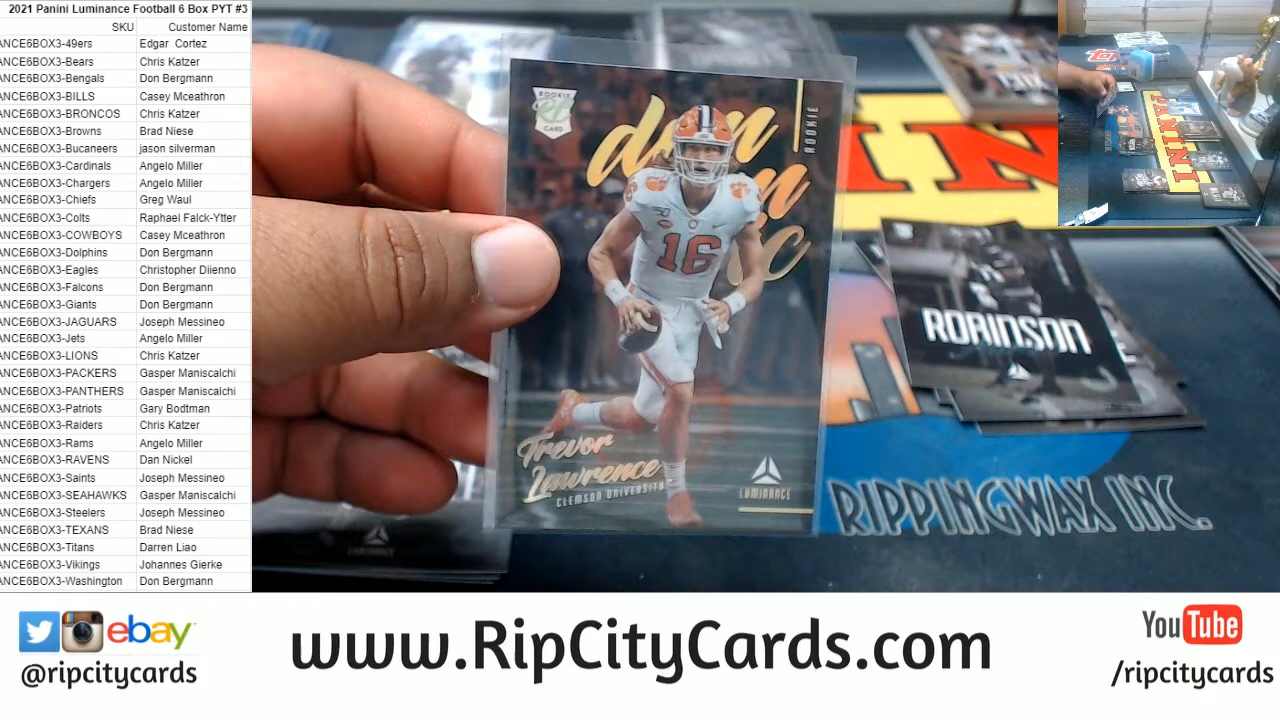 2021 Panini Luminance Football 6 Box PYT #3
SKU Customer Name
ANCE6BOX3-49ers Edgar Cortez
ANCE6BOX3-Bears Chris Katzer
ANCE6BOX3-Bengals Don Bergmann
ANCE6BOX3-BILLS Casey Mceathron
ANCE6BOX3-BRONCOS Chris Katzer
ANCE6BOX3-Browns Brad Niese
ANCE6BOX3-Bucaneers jason silverman
ANCE6BOX3-Cardinals Angelo Miller
ANCE6BOX3-Chargers Angelo Miller
ANCE6BOX3-Chiefs Greg Waul
ANCE6BOX3-Colts Raphael Falck-Ytter
ANCE6BOX3-COWBOYS Casey Mceathron
ANCE6BOX3-Dolphins Don Bergmann
ANCE6BOX3-Eagles Christopher Diienno
ANCE6BOX3-Falcons Don Bergmann
ANCE6BOX3-Giants Don Bergmann
ANCE6BOX3-JAGUARS Joseph Messineo
ANCE6BOX3-Jets Angelo Miller
ANCE6BOX3-LIONS Chris Katzer
ANCE6BOX3-PACKERS Gasper Maniscalchi
ANCE6BOX3-PANTHERS Gasper Maniscalchi
ANCE6BOX3-Patriots Gary Bodtman
ANCE6BOX3-Raiders Chris Katzer
ANCE6BOX3-Rams Angelo Miller
ANCE6BOX3-RAVENS Dan Nickel
ANCE6BOX3-Saints Joseph Messineo
ANCE6BOX3-SEAHAWKS Gasper Maniscalchi
ANCE6BOX3-Steelers Joseph Messineo
ANCE6BOX3-TEXANS Brad Niese
ANCE6BOX3-Titans Darren Liao
ANCE6BOX3-Vikings Johannes Gierke
ANCE6BOX3-Washington Don Bergmann
ROOKIE
CARD
ROOKIE
16
Trevor
Lawrence
CLEMSON UNIVERSITY
LUMINANCE
ROBINSON
RIPPINGWAX INC.
PANINI
ebay
@ripcitycards
www.RipCityCards.com
YouTube
/ripcitycards